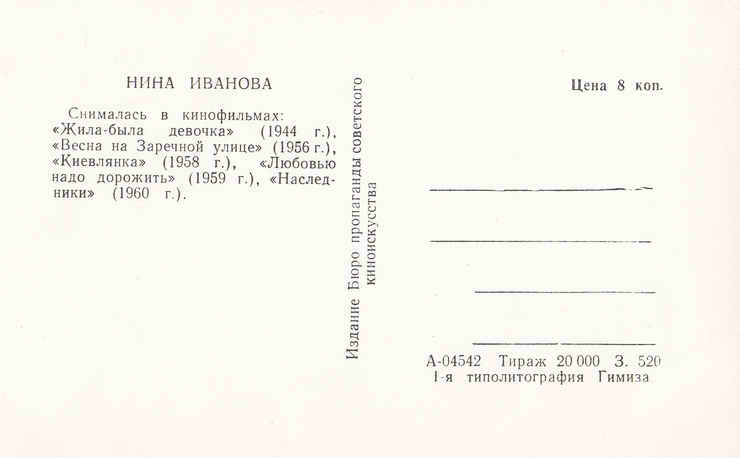 НИНА ИВАНОВА
Снималась в кинофильмах:
«Жила-была девочка» (1944 г.),
«Весна на Заречной улице» (1956 г.),
«Киевлянка» (1958 г.), «Любовью
надо дорожить» (1959 г.), «Наслед-
ники» (1960 г.).
Издание Бюро пропаганды советского
киноискусства
Цена 8 коп.
А-04542 Тираж 20 000 З. 520
1-я типолитография Гимиза